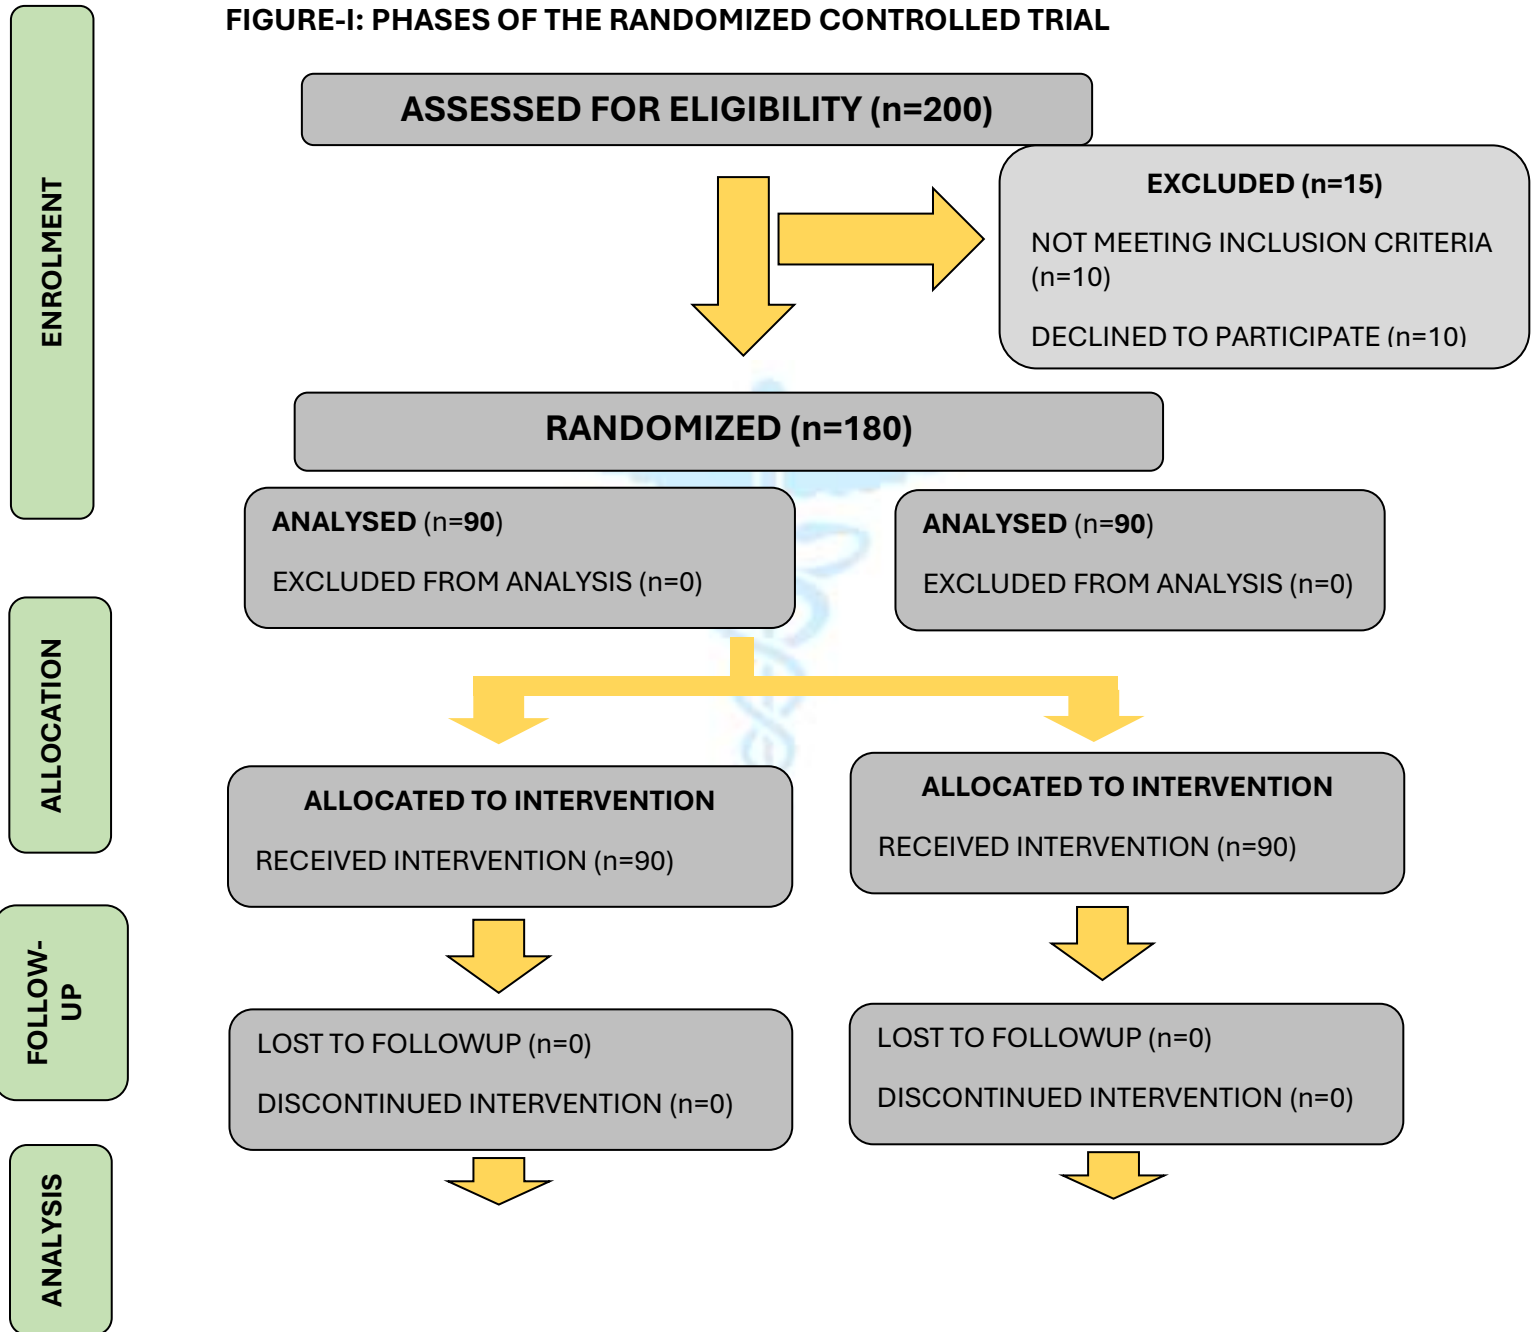 FIGURE-I: PHASES OF THE RANDOMIZED CONTROLLED TRIAL
ENROLMENT
ASSESSED FOR ELIGIBILITY (n=200)
EXCLUDED (n=15)
NOT MEETING INCLUSION CRITERIA
(n=10)
DECLINED TO PARTICIPATE (n=10)
RANDOMIZED (n=180)
ANALYSED (n=90)
EXCLUDED FROM ANALYSIS (n=0)
ANALYSED (n=90)
EXCLUDED FROM ANALYSIS (n=0)
ALLOCATION
ALLOCATED TO INTERVENTION
RECEIVED INTERVENTION (n=90)
ALLOCATED TO INTERVENTION
RECEIVED INTERVENTION (n=90)
FOLLOW-
UP
LOST TO FOLLOWUP (n=0)
DISCONTINUED INTERVENTION (n=0)
LOST TO FOLLOWUP (n=0)
DISCONTINUED INTERVENTION (n=0)
ANALYSIS